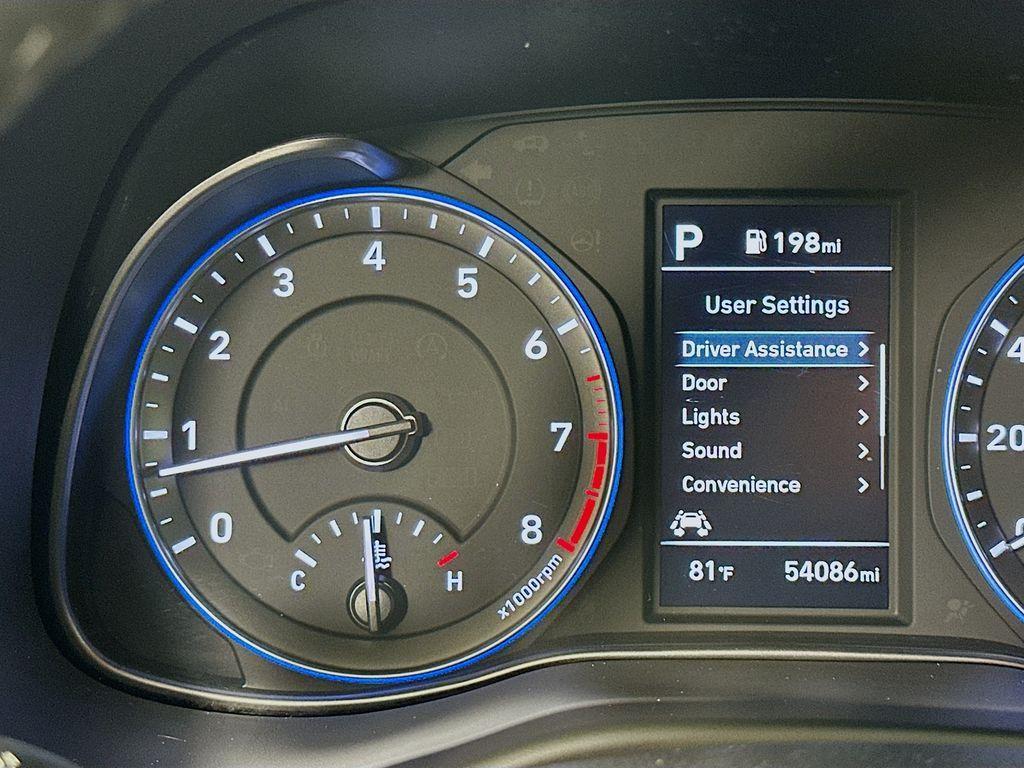 0
1
2
3
4
5
6
7
8
x1000rpm
C
H
P 198mi
User Settings
Driver Assistance >
Door >
Lights >
Sound >
Convenience >
81°F 54086mi
20